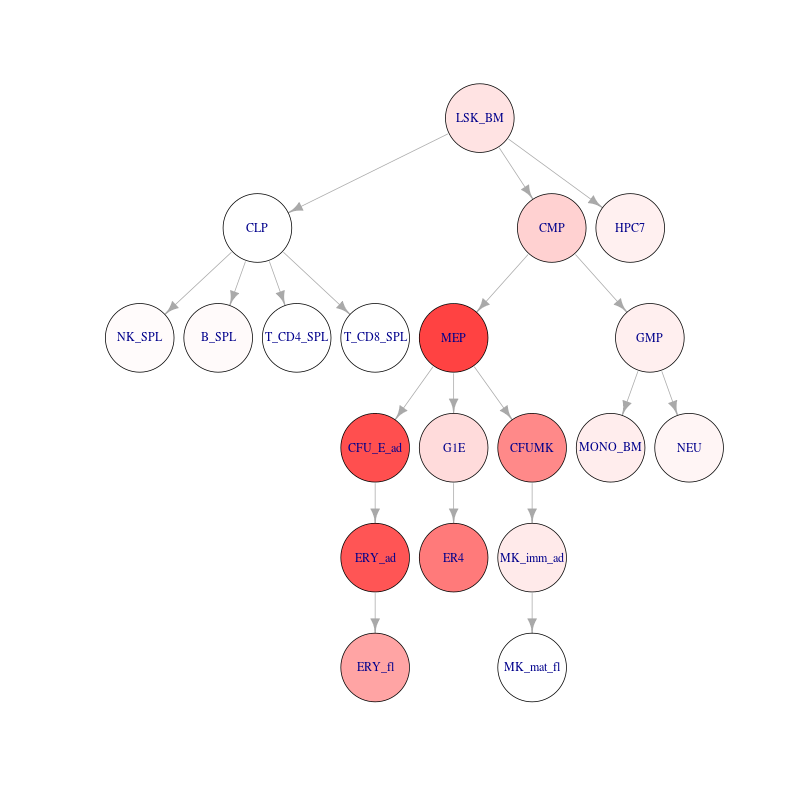 LSK_BM
CLP
CMP
HPC7
NK_SPL
B_SPL
T_CD4_SPL
T_CD8_SPL
MEP
GMP
CFU_E_ad
G1E
CFUMK
MONO_BM
NEU
ERY_ad
ER4
MK_imm_ad
ERY_fl
MK_mat_fl